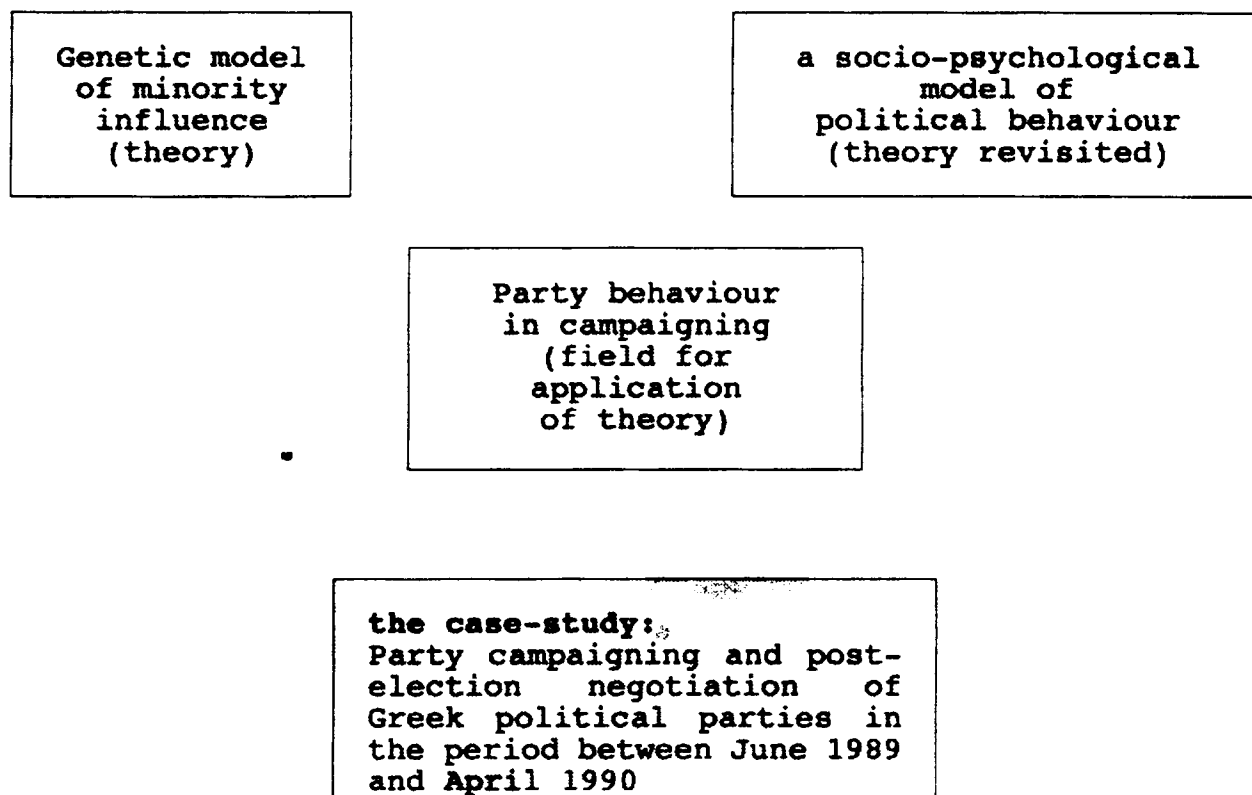 Genetic model
of minority
influence
(theory)
a socio-psychological
model of
political behaviour
(theory revisited)
Party behaviour
in campaigning
(field for
application
of theory)
the case-study:
Party campaigning and post-
election negotiation of
Greek political parties in
the period between June 1989
and April 1990